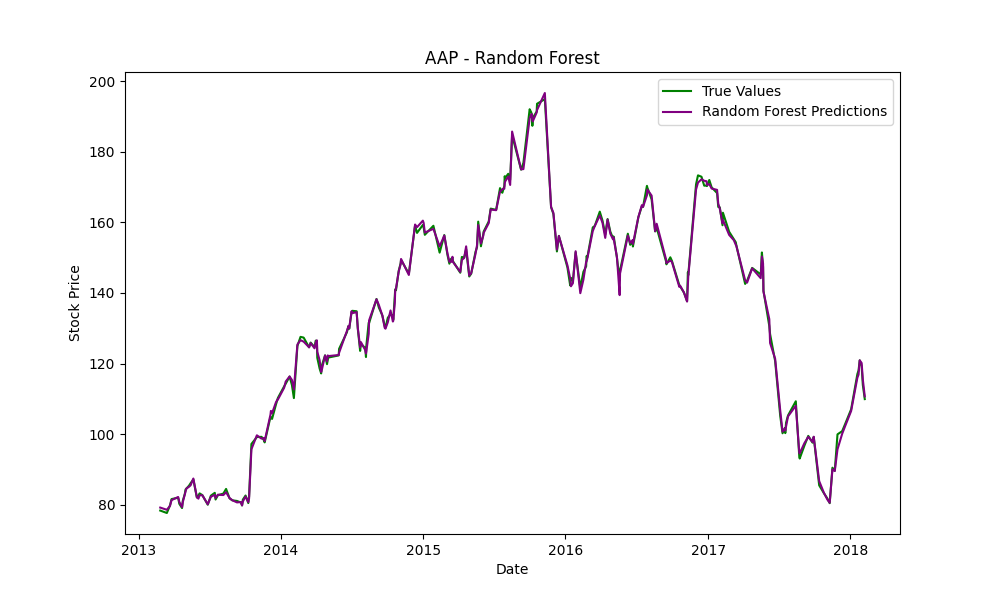 AAP - Random Forest
True Values
Random Forest Predictions
200
180
160
140
120
100
80
Stock Price
2013 2014 2015 2016 2017 2018
Date